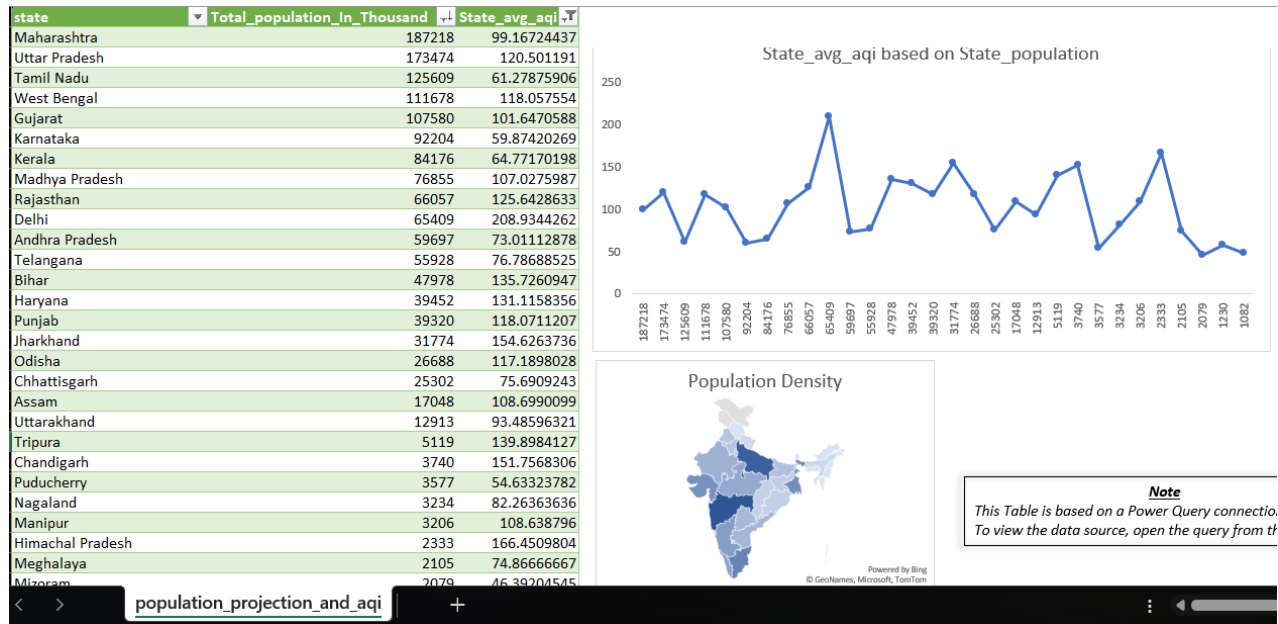 state Total_population_In_Thousand State_avg_aqi
Maharashtra 187218 99.16724437
Uttar Pradesh 173474 120.501191
Tamil Nadu 125609 61.27875906
West Bengal 111678 118.057554
Gujarat 107580 101.6470588
Karnataka 92204 59.87420269
Kerala 84176 64.77170198
Madhya Pradesh 76855 107.0275987
Rajasthan 66057 125.6428633
Delhi 65409 208.9344262
Andhra Pradesh 59697 73.01112878
Telangana 55928 76.78688525
Bihar 47978 135.7260947
Haryana 39452 131.1158356
Punjab 39320 118.0711207
Jharkhand 31774 154.6263736
Odisha 26688 117.1898028
Chhattisgarh 25302 75.6909243
Assam 17048 108.6990099
Uttarakhand 12913 93.48596321
Tripura 5119 139.8984127
Chandigarh 3740 151.7568306
Puducherry 3577 54.63323782
Nagaland 3234 82.26363636
Manipur 3206 108.638796
Himachal Pradesh 2333 166.4509804
Meghalaya 2105 74.86666667
Mizoram 2079 46.39204545
State_avg_aqi based on State_population
250
200
150
100
50
0
187218 173474 125609 111678 107580 92204 84176 76855 66057 65409 59697 55928 47978 39452 39320 31774 26688 25302 17048 12913 5119 3740 3577 3234 3206 2333 2105 2079 1230 1082
Population Density
Powered by Bing
© GeoNames, Microsoft, TomTom
Note
This Table is based on a Power Query connection
To view the data source, open the query from th
population_projection_and_aqi